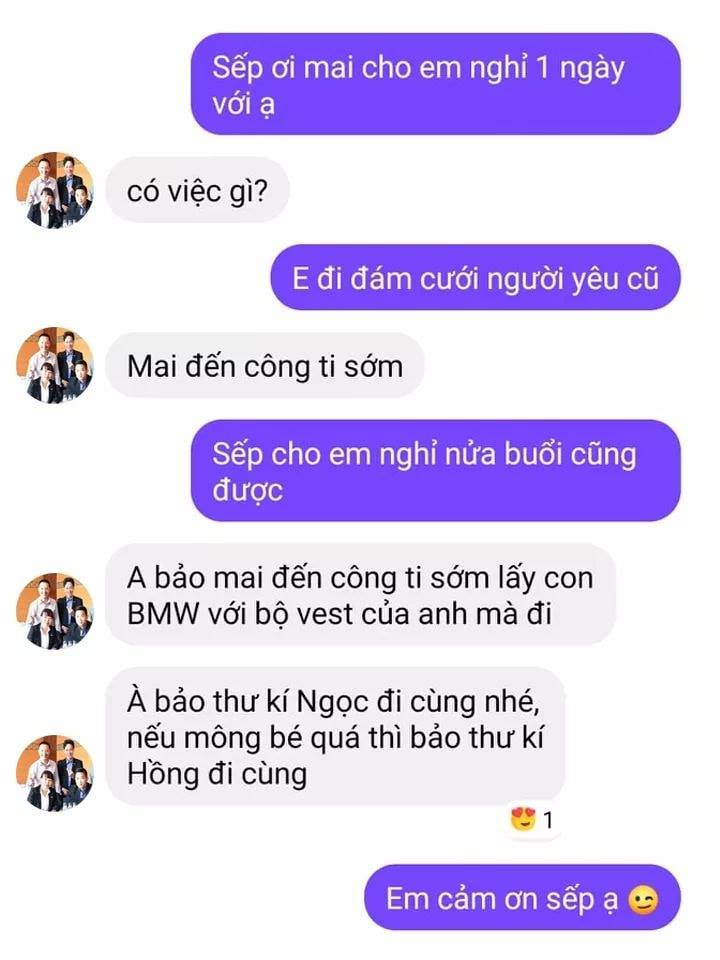 Sếp ơi mai cho em nghỉ 1 ngày
với ạ
có việc gì?
E đi đám cưới người yêu cũ
Mai đến công ti sớm
Sếp cho em nghỉ nửa buổi cũng
được
A bảo mai đến công ti sớm lấy con
BMW với bộ vest của anh mà đi
À bảo thư kí Ngọc đi cùng nhé,
nếu mông bé quá thì bảo thư kí
Hồng đi cùng
😍 1
Em cảm ơn sếp ạ 😉